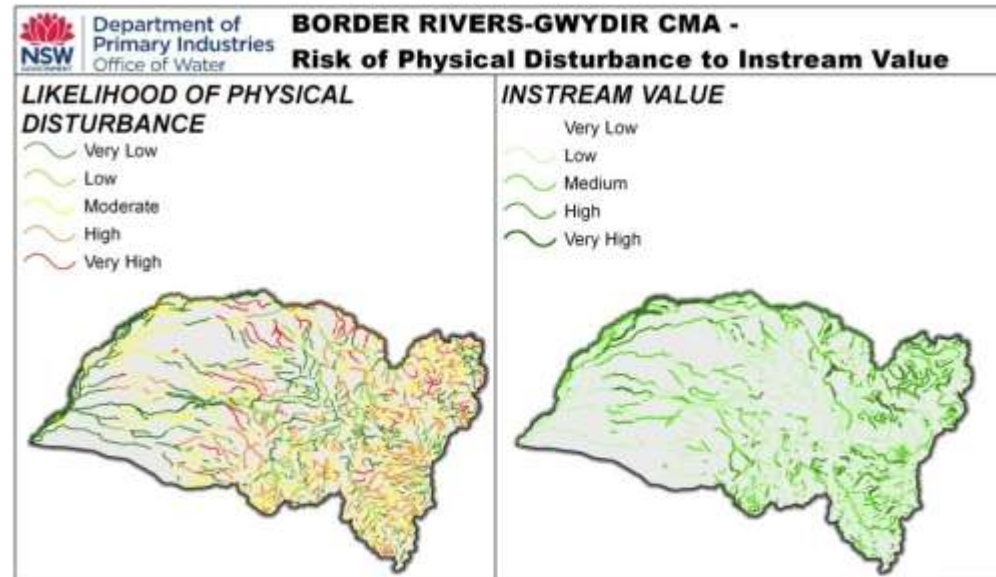 NSW
GOVERNMENT
Department of
Primary Industries
Office of Water
BORDER RIVERS-GWYDIR CMA -
Risk of Physical Disturbance to Instream Value
LIKELIHOOD OF PHYSICAL
DISTURBANCE
Very Low
Low
Moderate
High
Very High
INSTREAM VALUE
Very Low
Low
Medium
High
Very High